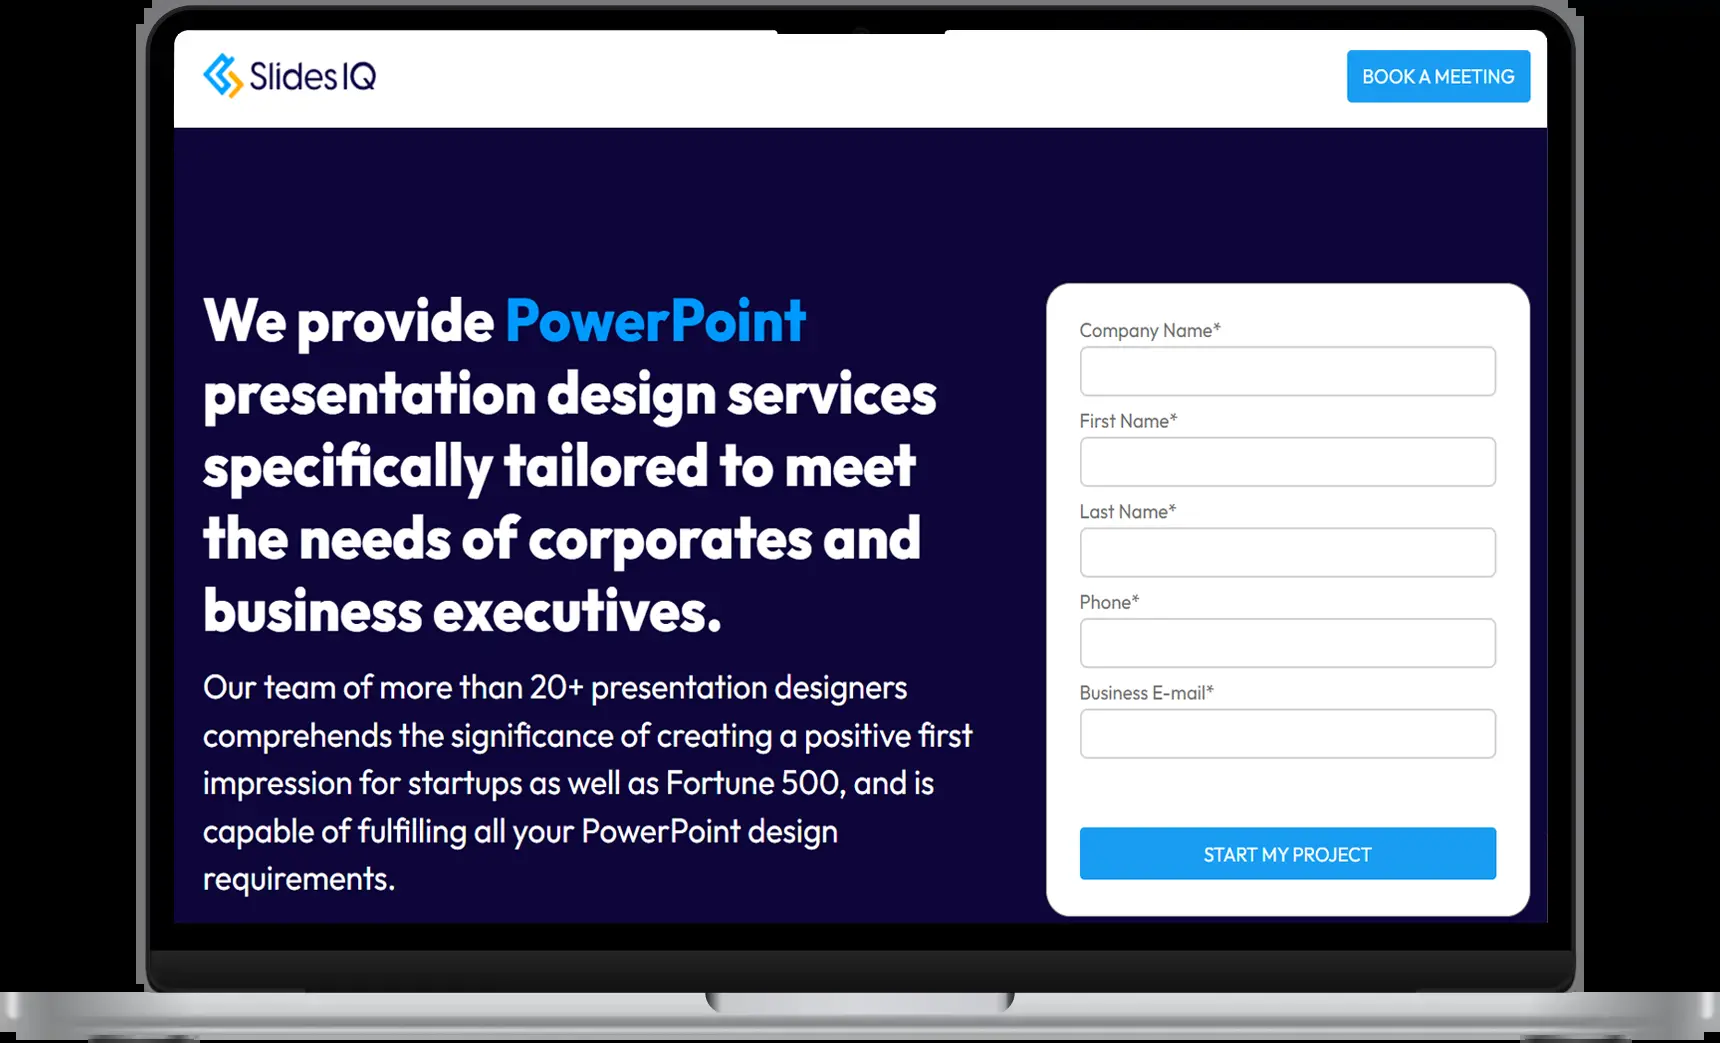 SlidesIQ
BOOK A MEETING
We provide PowerPoint
presentation design services
specifically tailored to meet
the needs of corporates and
business executives.
Our team of more than 20+ presentation designers
comprehends the significance of creating a positive first
impression for startups as well as Fortune 500, and is
capable of fulfilling all your PowerPoint design
requirements.
Company Name*
First Name*
Last Name*
Phone*
Business E-mail*
START MY PROJECT